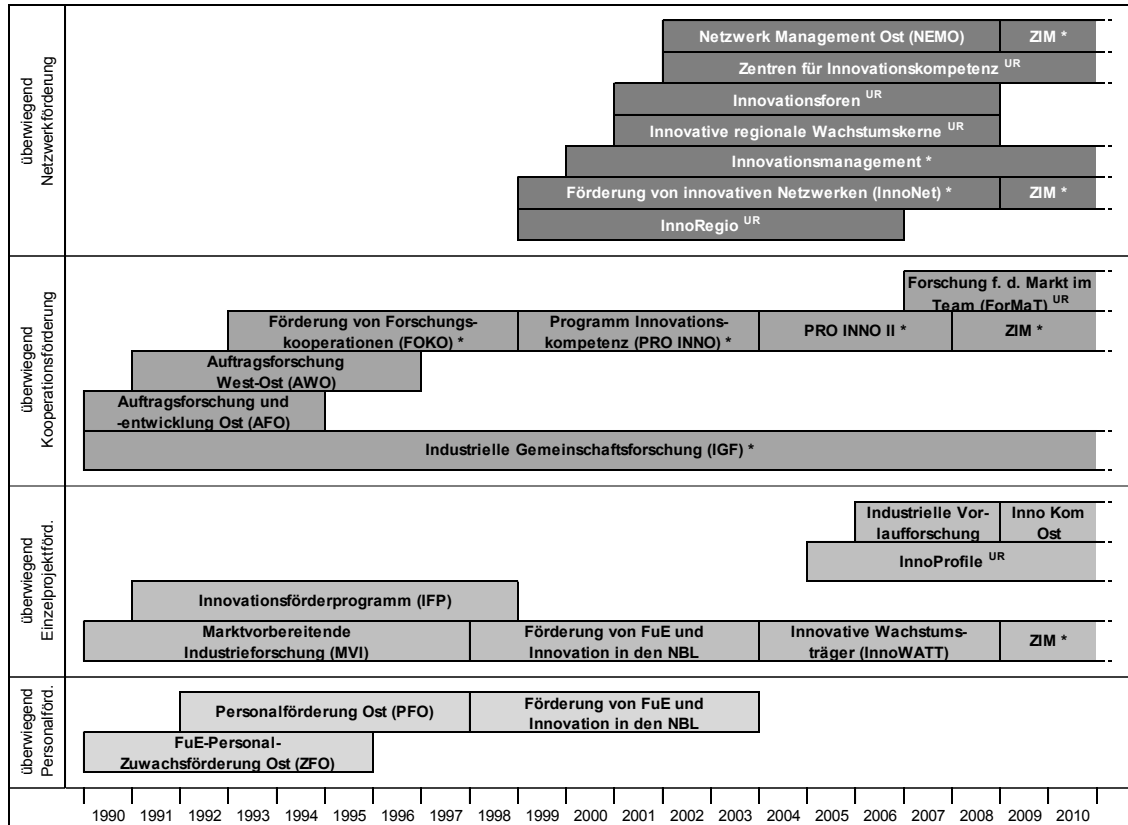 überwiegend
Netzwerkförderung
Netzwerk Management Ost (NEMO)
ZIM *
Zentren für Innovationskompetenz UR
Innovationsforen UR
Innovative regionale Wachstumskerne UR
Innovationsmanagement *
Förderung von innovativen Netzwerken (InnoNet) *
ZIM *
InnoRegio UR
überwiegend
Kooperationsförderung
Forschung f. d. Markt im
Team (ForMaT) UR
Förderung von Forschungs-
kooperationen (FOKO) *
Programm Innovations-
kompetenz (PRO INNO) *
PRO INNO II *
ZIM *
Auftragsforschung
West-Ost (AWO)
Auftragsforschung und
-entwicklung Ost (AFO)
Industrielle Gemeinschaftsforschung (IGF) *
überwiegend
Einzelprojektförd.
Industrielle Vor-
laufforschung
Inno Kom
Ost
InnoProfile UR
Innovationsförderprogramm (IFP)
Marktvorbereitende
Industrieforschung (MVI)
Förderung von FuE und
Innovation in den NBL
Innovative Wachstums-
träger (InnoWATT)
ZIM *
überwiegend
Personalförd.
Personalförderung Ost (PFO)
Förderung von FuE und
Innovation in den NBL
FuE-Personal-
Zuwachsförderung Ost (ZFO)
1990 1991 1992 1993 1994 1995 1996 1997 1998 1999 2000 2001 2002 2003 2004 2005 2006 2007 2008 2009 2010